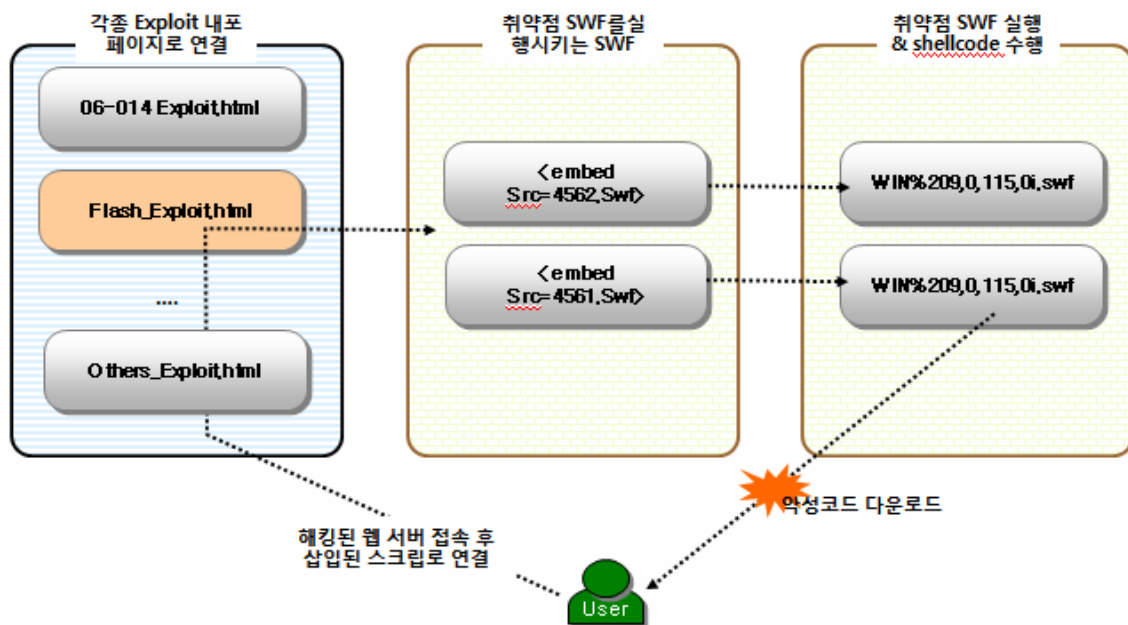 각종 Exploit 내포
페이지로 연결
06-014 Exploit.html
Flash_Exploit.html
....
Others_Exploit.html
취약점 SWF를실
행시키는 SWF
<embed
Src=4562.Swf>
<embed
Src=4561.Swf>
취약점 SWF 실행
& shellcode 수행
WIN%209,0,115,0i.swf
WIN%209,0,115,0i.swf
해킹된 웹 서버 접속 후
삽입된 스크립로 연결
악성코드 다운로드
User